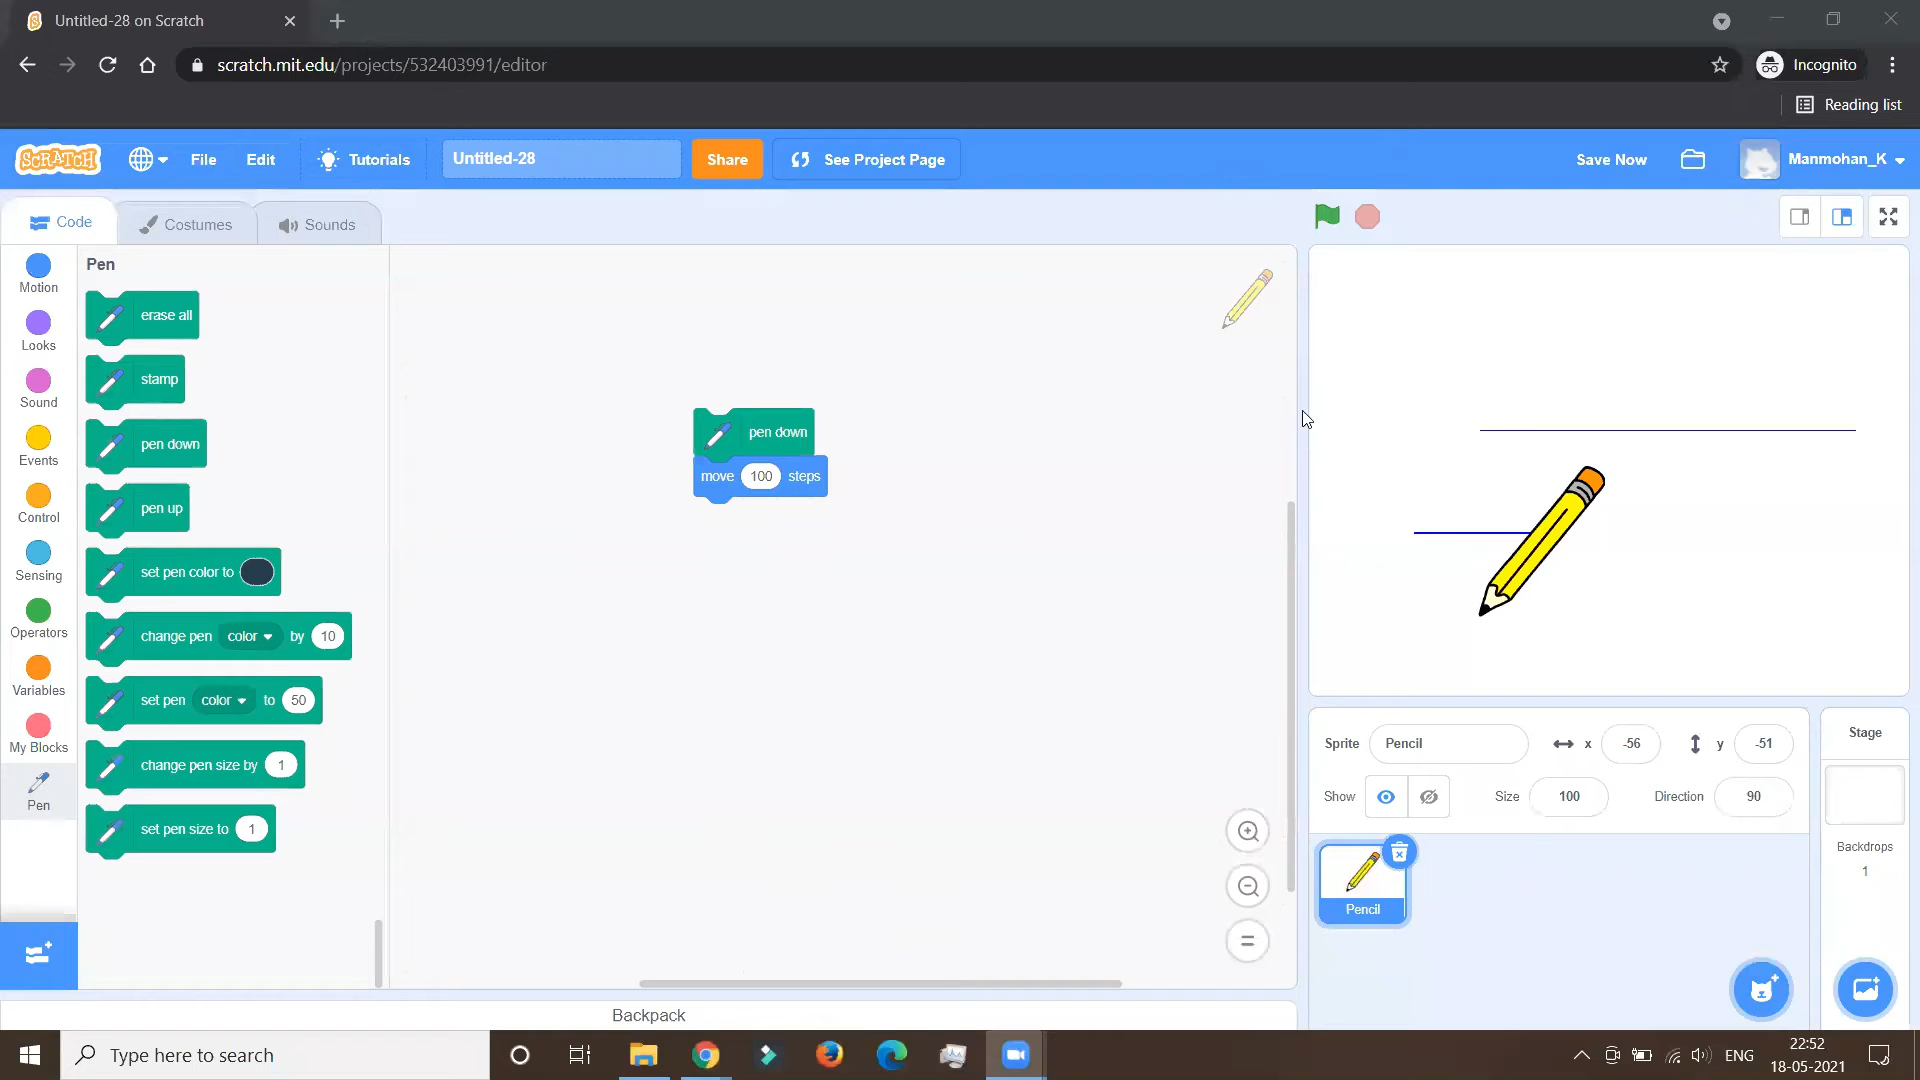 Untitled-28 on Scratch
scratch.mit.edu/projects/532403991/editor
Incognito
Reading list
SCRATCH
File
Edit
Tutorials
Untitled-28
Share
See Project Page
Save Now
Manmohan_K
Code
Costumes
Sounds
Motion
Looks
Sound
Events
Control
Sensing
Operators
Variables
My Blocks
Pen
Pen
erase all
stamp
pen down
pen up
set pen color to
change pen color by 10
set pen color to 50
change pen size by 1
set pen size to 1
pen down
move 100 steps
Backpack
Sprite Pencil x -56 y -51
Show Size 100 Direction 90
Pencil
Stage
Backdrops
1
Type here to search
ENG
22:52
18-05-2021